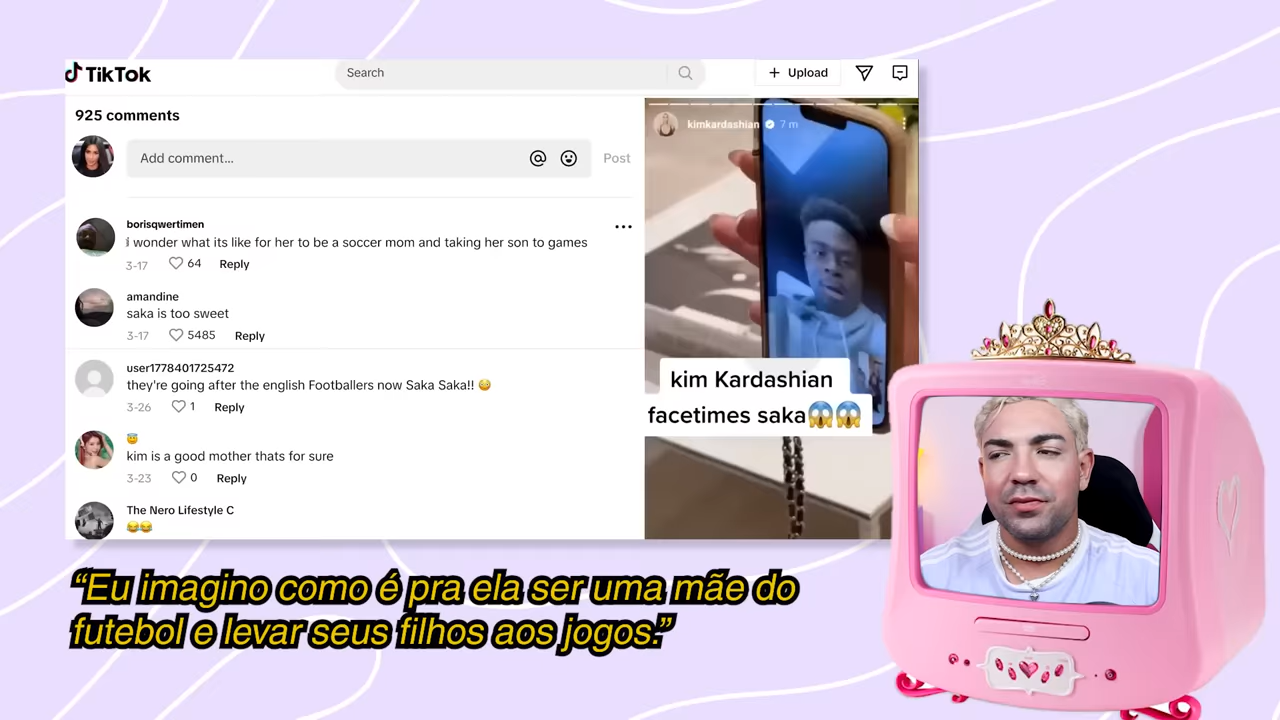 TikTok
Search
+ Upload
925 comments
Add comment...
Post
borisqwertimen
I wonder what its like for her to be a soccer mom and taking her son to games
3-17 64 Reply
amandine
saka is too sweet
3-17 5485 Reply
user1778401725472
they're going after the english Footballers now Saka Saka!! 😳
3-26 1 Reply
😇
kim is a good mother thats for sure
3-23 0 Reply
The Nero Lifestyle C
😂😂
kimkardashian 7 m
kim Kardashian
facetimes saka😱😱
“Eu imagino como é pra ela ser uma mãe do
futebol e levar seus filhos aos jogos.”